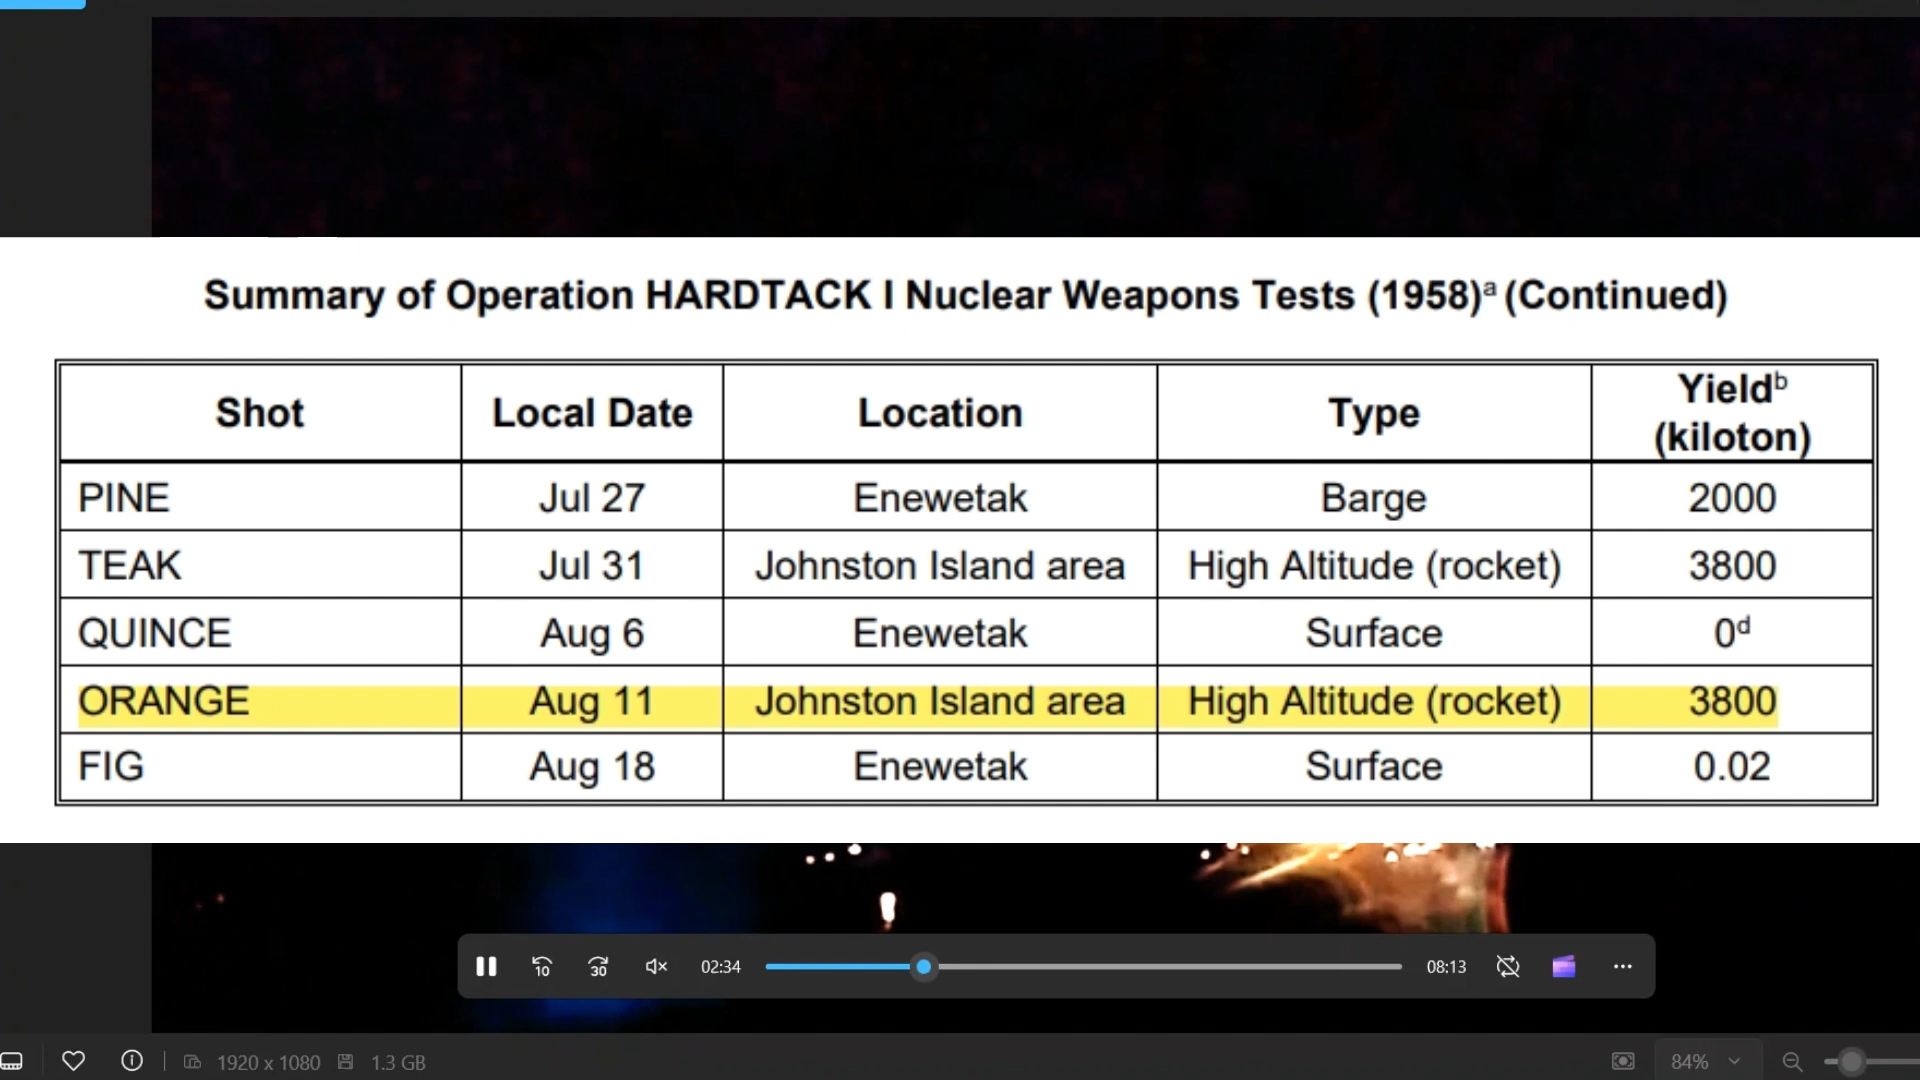 Summary of Operation HARDTACK I Nuclear Weapons Tests (1958)a (Continued)
Shot Local Date Location Type Yieldb (kiloton)
PINE Jul 27 Enewetak Barge 2000
TEAK Jul 31 Johnston Island area High Altitude (rocket) 3800
QUINCE Aug 6 Enewetak Surface 0d
ORANGE Aug 11 Johnston Island area High Altitude (rocket) 3800
FIG Aug 18 Enewetak Surface 0.02
10 30 02:34 08:13
1920 x 1080 1.3 GB 84%